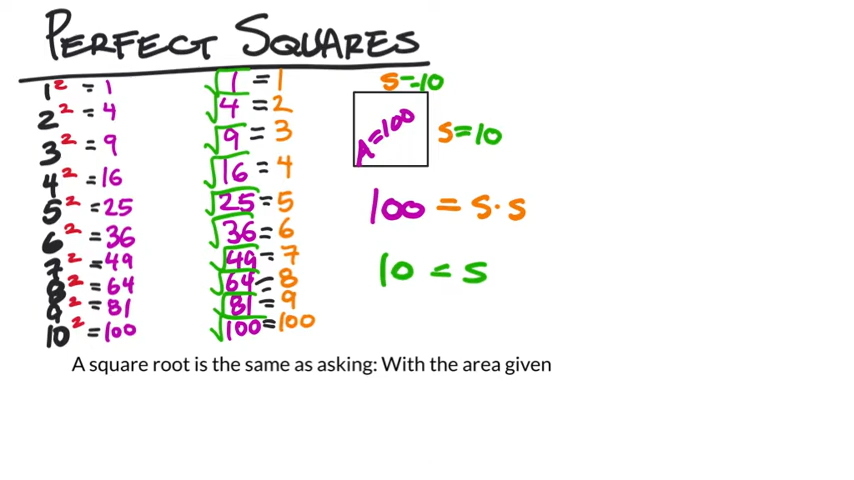 PERFECT SQUARES
1² = 1
2² = 4
3² = 9
4² = 16
5² = 25
6² = 36
7² = 49
8² = 64
9² = 81
10² = 100
√1 = 1
√4 = 2
√9 = 3
√16 = 4
√25 = 5
√36 = 6
√49 = 7
√64 = 8
√81 = 9
√100 = 100
s = 10
A = 100
s = 10
100 = s · s
10 = s
A square root is the same as asking: With the area given